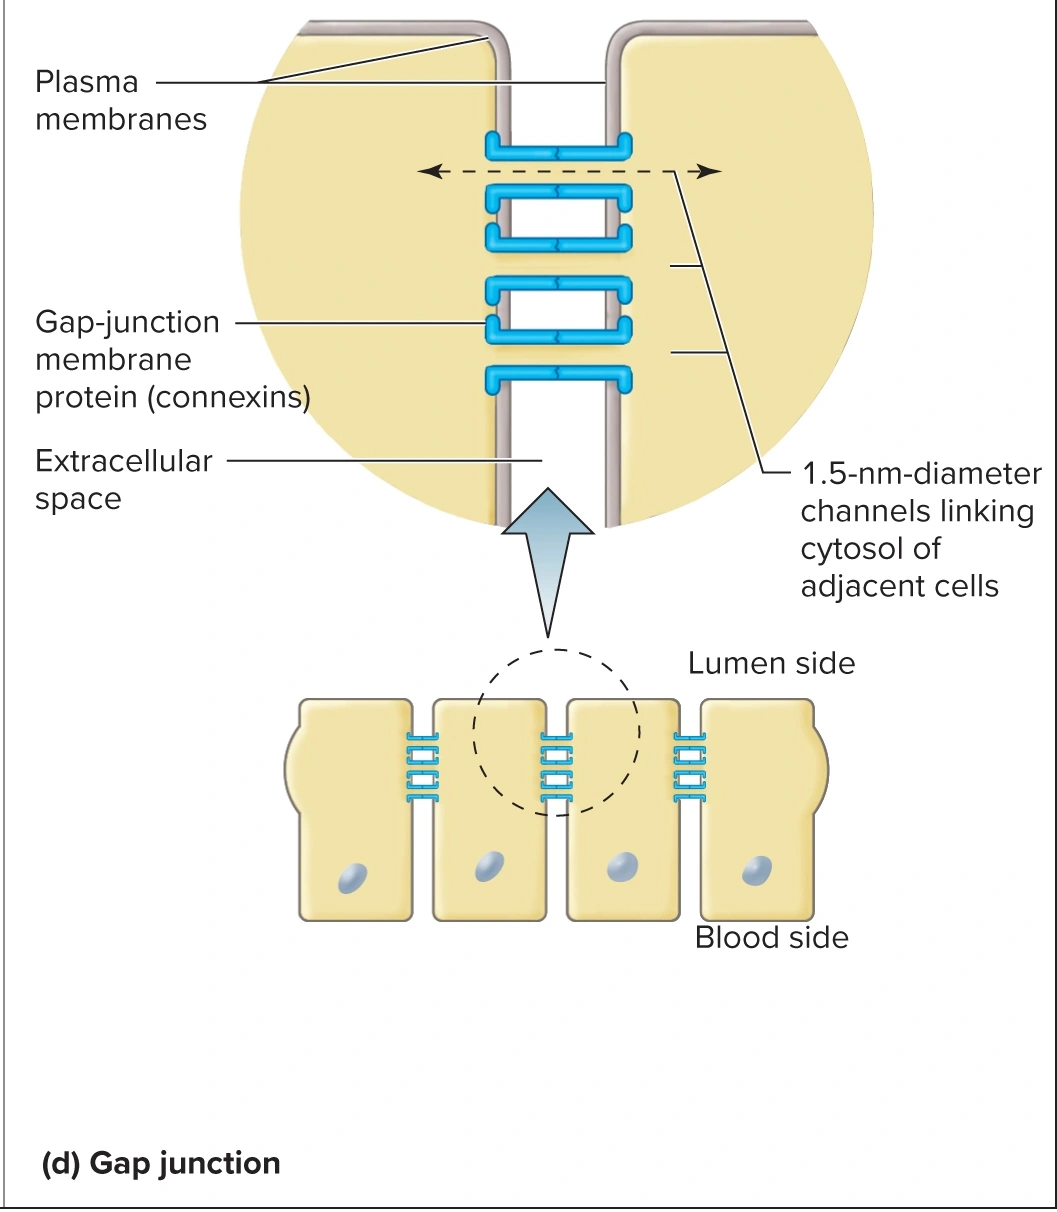 Plasma
membranes
Gap-junction
membrane
protein (connexins)
Extracellular
space
1.5-nm-diameter
channels linking
cytosol of
adjacent cells
Lumen side
Blood side
(d) Gap junction